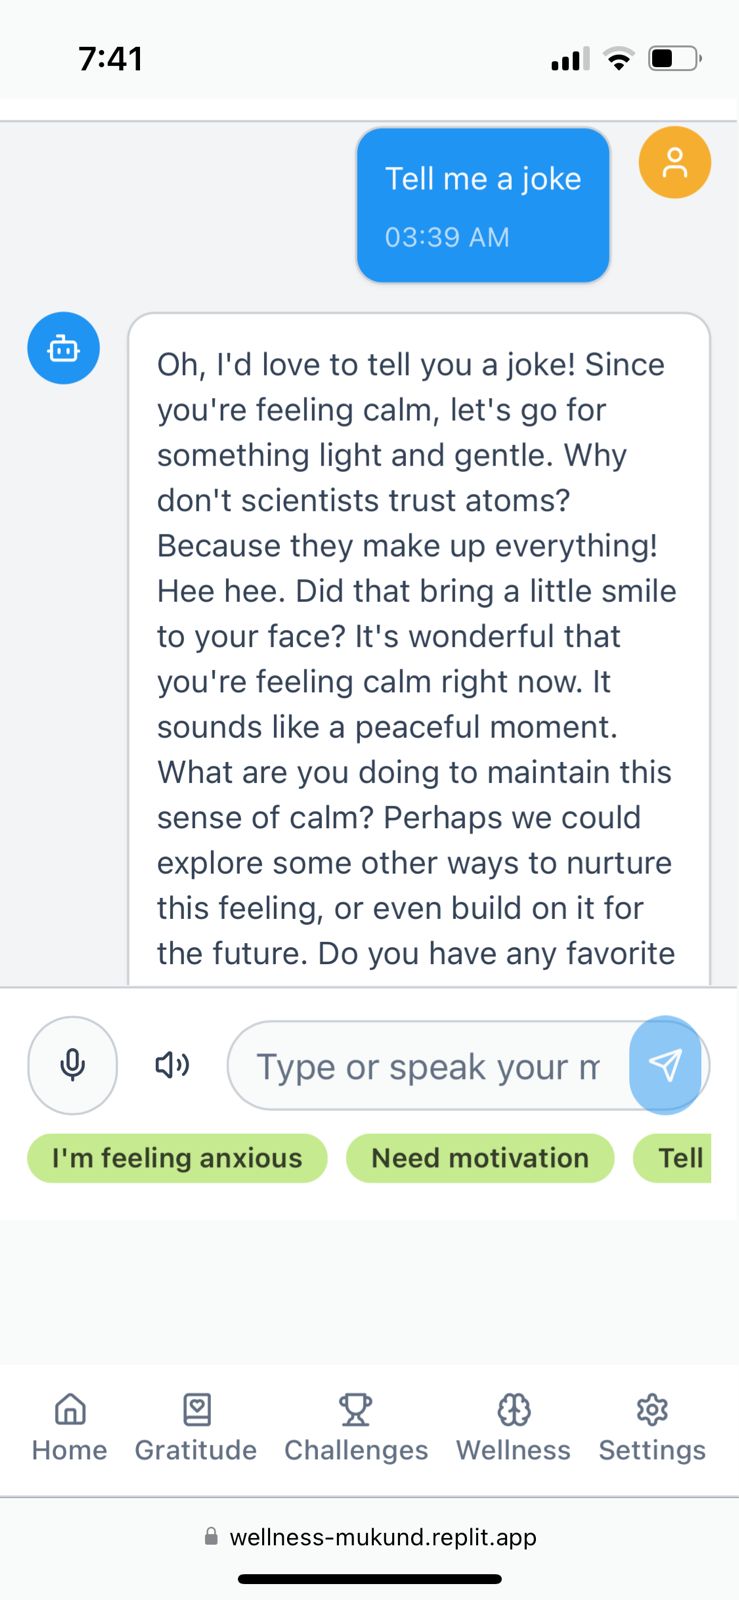 7:41
Tell me a joke
03:39 AM
Oh, I'd love to tell you a joke! Since
you're feeling calm, let's go for
something light and gentle. Why
don't scientists trust atoms?
Because they make up everything!
Hee hee. Did that bring a little smile
to your face? It's wonderful that
you're feeling calm right now. It
sounds like a peaceful moment.
What are you doing to maintain this
sense of calm? Perhaps we could
explore some other ways to nurture
this feeling, or even build on it for
the future. Do you have any favorite
Type or speak your m
I'm feeling anxious
Need motivation
Tell
Home
Gratitude
Challenges
Wellness
Settings
wellness-mukund.replit.app